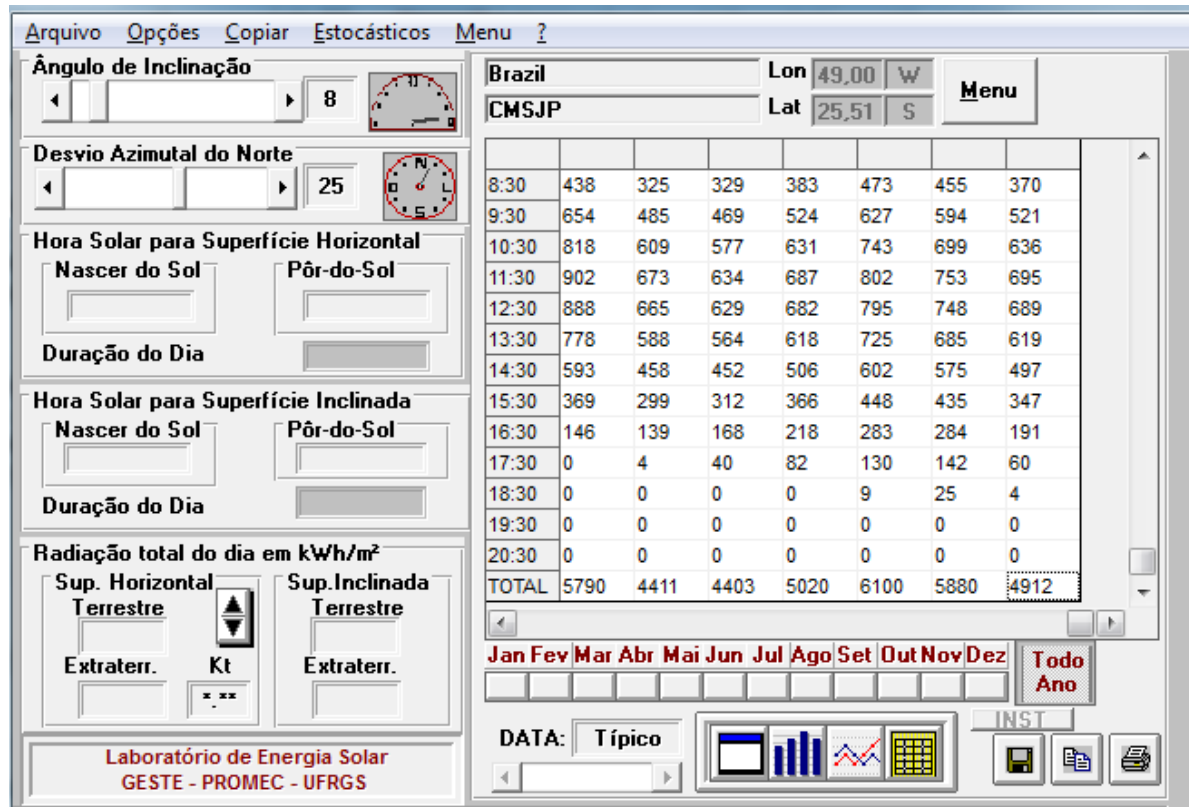 Arquivo Opções Copiar Estocásticos Menu ?
Ângulo de Inclinação
8
Desvio Azimutal do Norte
25
N
O L
S
Hora Solar para Superfície Horizontal
Nascer do Sol Pôr-do-Sol
Duração do Dia
Hora Solar para Superfície Inclinada
Nascer do Sol Pôr-do-Sol
Duração do Dia
Radiação total do dia em kWh/m²
Sup. Horizontal Sup.Inclinada
Terrestre Terrestre
Extraterr. Kt Extraterr.
*.**
Laboratório de Energia Solar
GESTE - PROMEC - UFRGS
Brazil Lon 49,00 W
CMSJP Lat 25,51 S
Menu
8:30 438 325 329 383 473 455 370
9:30 654 485 469 524 627 594 521
10:30 818 609 577 631 743 699 636
11:30 902 673 634 687 802 753 695
12:30 888 665 629 682 795 748 689
13:30 778 588 564 618 725 685 619
14:30 593 458 452 506 602 575 497
15:30 369 299 312 366 448 435 347
16:30 146 139 168 218 283 284 191
17:30 0 4 40 82 130 142 60
18:30 0 0 0 0 9 25 4
19:30 0 0 0 0 0 0 0
20:30 0 0 0 0 0 0 0
TOTAL 5790 4411 4403 5020 6100 5880 4912
Jan Fev Mar Abr Mai Jun Jul Ago Set Out Nov Dez
Todo
Ano
INST
DATA: Típico